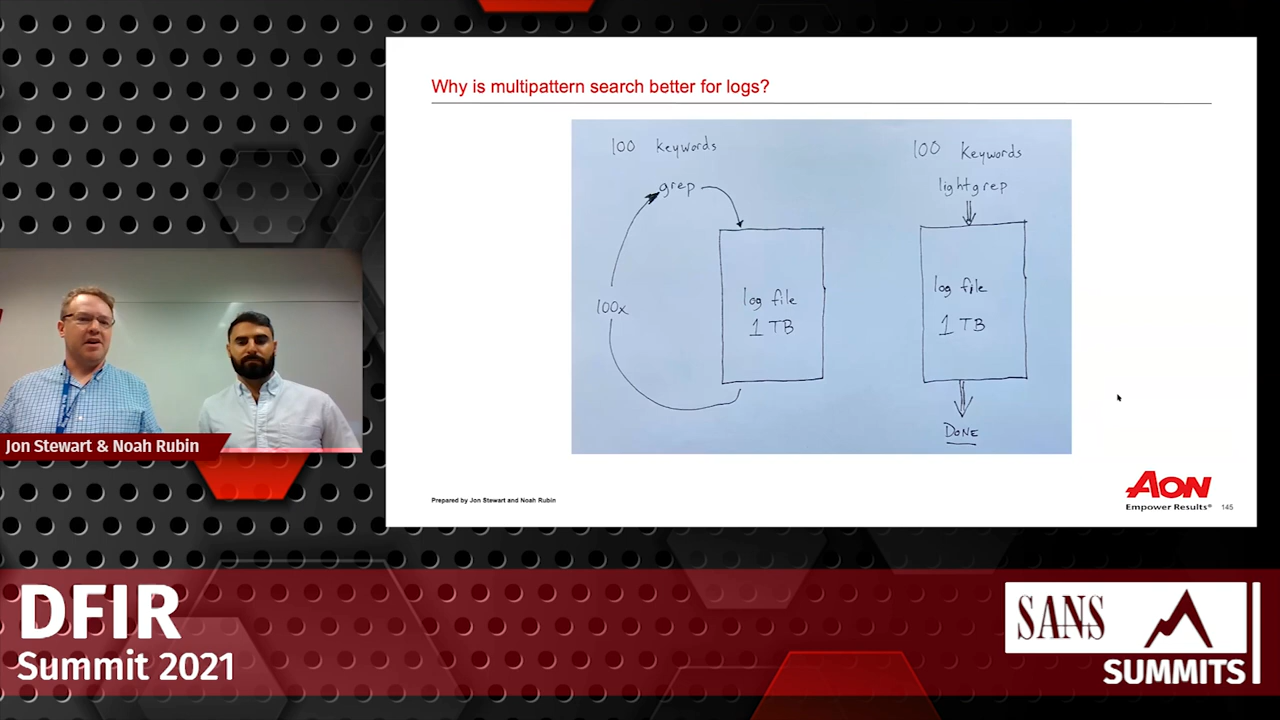 Why is multipattern search better for logs?
100 Keywords
grep
100x
log file
1 TB
100 Keywords
lightgrep
log file
1 TB
DONE
Prepared by Jon Stewart and Noah Rubin
AON
Empower Results®
145
Jon Stewart & Noah Rubin
DFIR
Summit 2021
SANS
SUMMITS